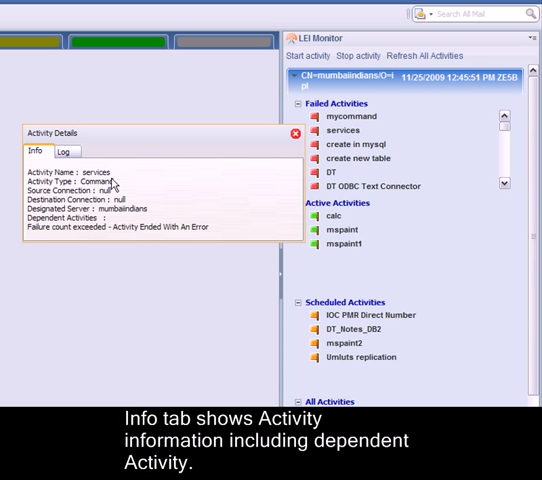 Search All Mail
LEI Monitor
Start activity Stop activity Refresh All Activities
CN=mumbaiindians/O=i
pl
11/25/2009 12:45:51 PM ZE5B
Failed Activities
mycommand
services
create in mysql
create new table
DT
DT ODBC Text Connector
Active Activities
calc
mspaint
mspaint1
Scheduled Activities
IOC PMR Direct Number
DT_Notes_DB2
mspaint2
Umluts replication
All Activities
Activity Details
Info Log
Activity Name : services
Activity Type : Command
Source Connection : null
Destination Connection : null
Designated Server : mumbaiindians
Dependent Activities :
Failure count exceeded - Activity Ended With An Error
Info tab shows Activity
information including dependent
Activity.